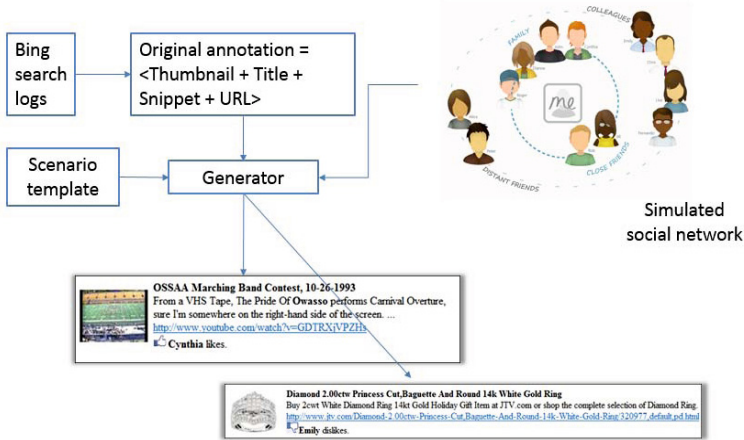 Bing
search
logs
Original annotation =
<Thumbnail + Title +
Snippet + URL>
Scenario
template
Generator
COLLEAGUES
FAMILY
me
CLOSE FRIENDS
DISTANT FRIENDS
Simulated
social network
OSSAA Marching Band Contest, 10-26-1993
From a VHS Tape, The Pride Of Owasso performs Carnival Overture,
sure I'm somewhere on the right-hand side of the screen. ...
http://www.youtube.com/watch?v=GDTRXjVPZHs
Cynthia likes.
Diamond 2.00ctw Princess Cut,Baguette And Round 14k White Gold Ring
Buy 2cwt White Diamond Ring 14kt Gold Holiday Gift Item at JTV.com or shop the complete selection of Diamond Ring.
http://www.jtv.com/Diamond-2.00ctw-Princess-Cut,Baguette-And-Round-14k-White-Gold-Ring/320977,default,pd.html
Emily dislikes.